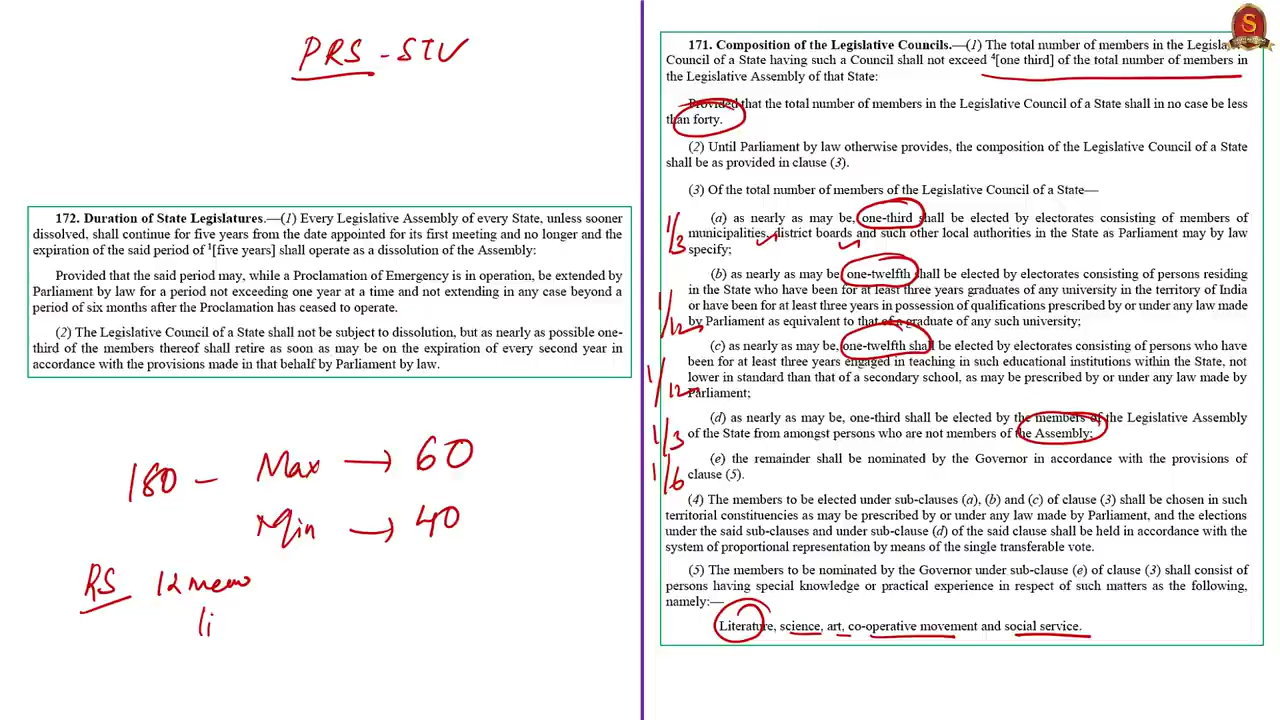 PRS - STV
172. Duration of State Legislatures.—(1) Every Legislative Assembly of every State, unless sooner
dissolved, shall continue for five years from the date appointed for its first meeting and no longer and the
expiration of the said period of 1[five years] shall operate as a dissolution of the Assembly:
Provided that the said period may, while a Proclamation of Emergency is in operation, be extended by
Parliament by law for a period not exceeding one year at a time and not extending in any case beyond a
period of six months after the Proclamation has ceased to operate.
(2) The Legislative Council of a State shall not be subject to dissolution, but as nearly as possible one-
third of the members thereof shall retire as soon as may be on the expiration of every second year in
accordance with the provisions made in that behalf by Parliament by law.
180 - Max → 60
Min → 40
RS 12 mem
li
S
171. Composition of the Legislative Councils.—(1) The total number of members in the Legisl
Council of a State having such a Council shall not exceed 4[one third] of the total number of members in
the Legislative Assembly of that State:
Provided that the total number of members in the Legislative Council of a State shall in no case be less
than forty.
(2) Until Parliament by law otherwise provides, the composition of the Legislative Council of a State
shall be as provided in clause (3).
(3) Of the total number of members of the Legislative Council of a State—
(a) as nearly as may be, one-third shall be elected by electorates consisting of members of
1/3 municipalities, district boards and such other local authorities in the State as Parliament may by law
specify;
(b) as nearly as may be one-twelfth shall be elected by electorates consisting of persons residing
in the State who have been for at least three years graduates of any university in the territory of India
or have been for at least three years in possession of qualifications prescribed by or under any law made
1/12 by Parliament as equivalent to that of a graduate of any such university;
(c) as nearly as may be, one-twelfth shall be elected by electorates consisting of persons who have
been for at least three years engaged in teaching in such educational institutions within the State, not
lower in standard than that of a secondary school, as may be prescribed by or under any law made by
1/12 Parliament;
(d) as nearly as may be, one-third shall be elected by the members of the Legislative Assembly
1/3 of the State from amongst persons who are not members of the Assembly;
(e) the remainder shall be nominated by the Governor in accordance with the provisions of
1/6 clause (5).
(4) The members to be elected under sub-clauses (a), (b) and (c) of clause (3) shall be chosen in such
territorial constituencies as may be prescribed by or under any law made by Parliament, and the elections
under the said sub-clauses and under sub-clause (d) of the said clause shall be held in accordance with the
system of proportional representation by means of the single transferable vote.
(5) The members to be nominated by the Governor under sub-clause (e) of clause (3) shall consist of
persons having special knowledge or practical experience in respect of such matters as the following,
namely:—
Literature, science, art, co-operative movement and social service.